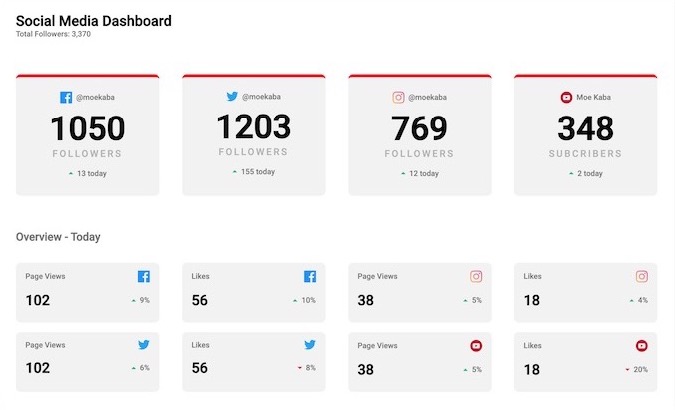 Social Media Dashboard
Total Followers: 3,370
@moekaba
1050
FOLLOWERS
13 today
@moekaba
1203
FOLLOWERS
155 today
@moekaba
769
FOLLOWERS
12 today
Moe Kaba
348
SUBCRIBERS
2 today
Overview - Today
Page Views
102
9%
Likes
56
10%
Page Views
38
5%
Likes
18
4%
Page Views
102
6%
Likes
56
8%
Page Views
38
5%
Likes
18
20%